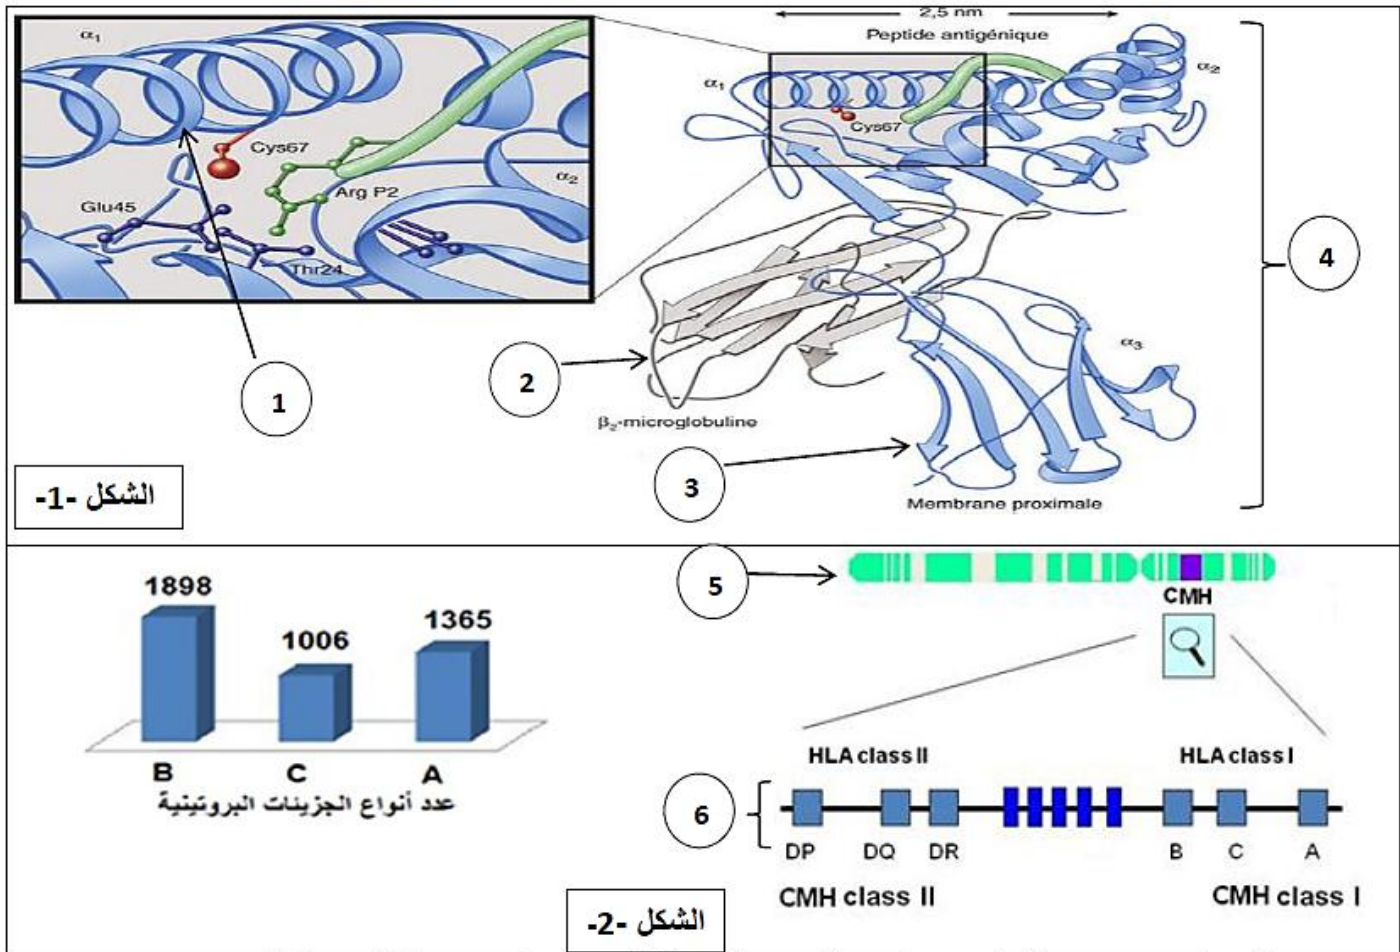 2,5 nm
Peptide antigénique
α1
α2
Cys67
α1
Cys67
α2
Arg P2
Glu45
Thr24
1
2
3
4
α3
β2-microglobuline
Membrane proximale
الشكل -1-
1898
1006
1365
B
C
A
عدد أنواع الجزيئات البروتينية
5
CMH
HLA class II
HLA class I
6
DP
DQ
DR
B
C
A
CMH class II
CMH class I
الشكل -2-